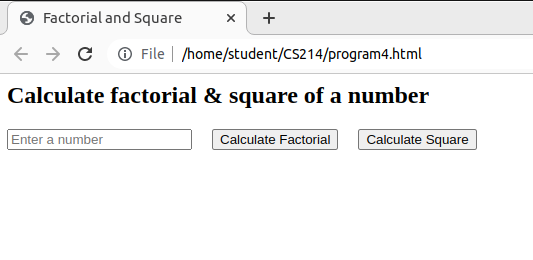 Factorial and Square
File | /home/student/CS214/program4.html
Calculate factorial & square of a number
Enter a number Calculate Factorial Calculate Square